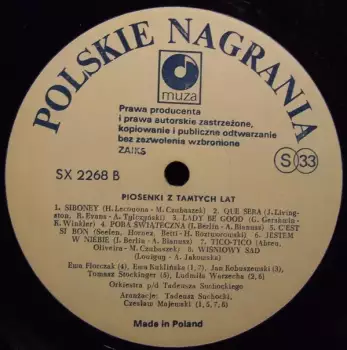 POLSKIE NAGRANIA
muza
Prawa producenta
i prawa autorskie zastrzeżone,
kopiowanie i publiczne odtwarzanie
bez zezwolenia wzbronione
ZAIKS
S 33
SX 2268 B
PIOSENKI Z TAMTYCH LAT
1. SIBONEY (H. Lecuona - M. Czubaszek) 2. QUE SERA (J. Living-
ston, R. Evans - A. Tylczyński) 3. LADY BE GOOD (G. Gershwin-
K. Winkler) 4. PORA ŚWIĄTECZNA (I. Berlin - A. Bianusz) 5. C'EST
SI BON (Seelen, Hornez, Betti - H. Rostworowski) 6. JESTEM
W NIEBIE (I. Berlin - A. Bianusz) 7. TICO-TICO (Abreu,
Oliveira - M. Czubaszek) 8. WIŚNIOWY SAD
(Louiguy - A. Jakowska)
Ewa Florczak (4), Ewa Kuklińska (1, 7), Jan Kobuszewski (3),
Tomasz Stockinger (5, 6) Ludmiła Warzecha (2, 8)
Orkiestra p/d Tadeusza Suchockiego
Aranżacje: Tadeusz Suchocki,
Czesław Majewski (1, 5, 7, 8)
Made in Poland